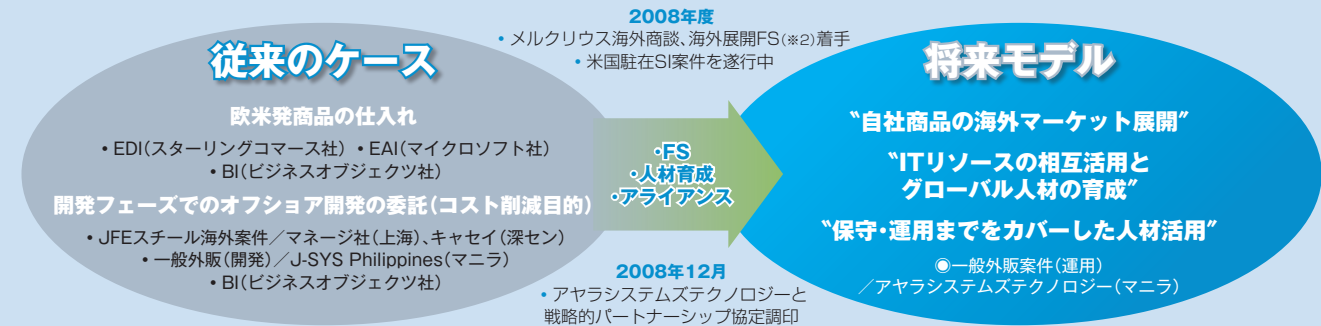 従来のケース
欧米発商品の仕入れ
•EDI(スターリングコマース社) •EAI(マイクロソフト社)
•BI(ビジネスオブジェクツ社)
開発フェーズでのオフショア開発の委託(コスト削減目的)
•JFEスチール海外案件／マネージ社(上海)、キャセイ(深セン)
•一般外販(開発)／J-SYS Philippines(マニラ)
•BI(ビジネスオブジェクツ社)
2008年度
•メルクリウス海外商談、海外展開FS(※2)着手
•米国駐在SI案件を遂行中
・FS
・人材育成
・アライアンス
2008年12月
•アヤラシステムズテクノロジーと
戦略的パートナーシップ協定調印
将来モデル
〝自社商品の海外マーケット展開〟
〝ITリソースの相互活用と
グローバル人材の育成〟
〝保守・運用までをカバーした人材活用〟
◉一般外販案件(運用)
／アヤラシステムズテクノロジー(マニラ)